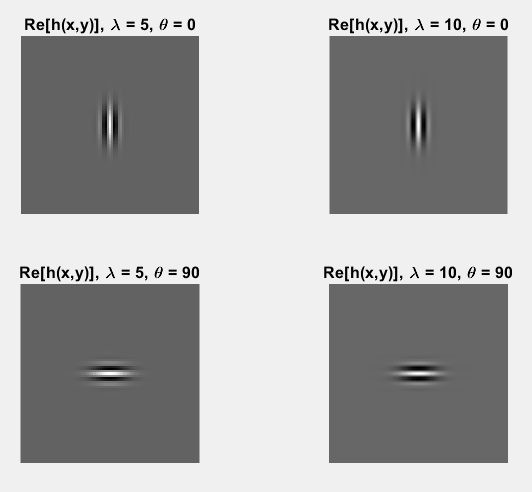 Re[h(x,y)], λ = 5, θ = 0
Re[h(x,y)], λ = 10, θ = 0
Re[h(x,y)], λ = 5, θ = 90
Re[h(x,y)], λ = 10, θ = 90